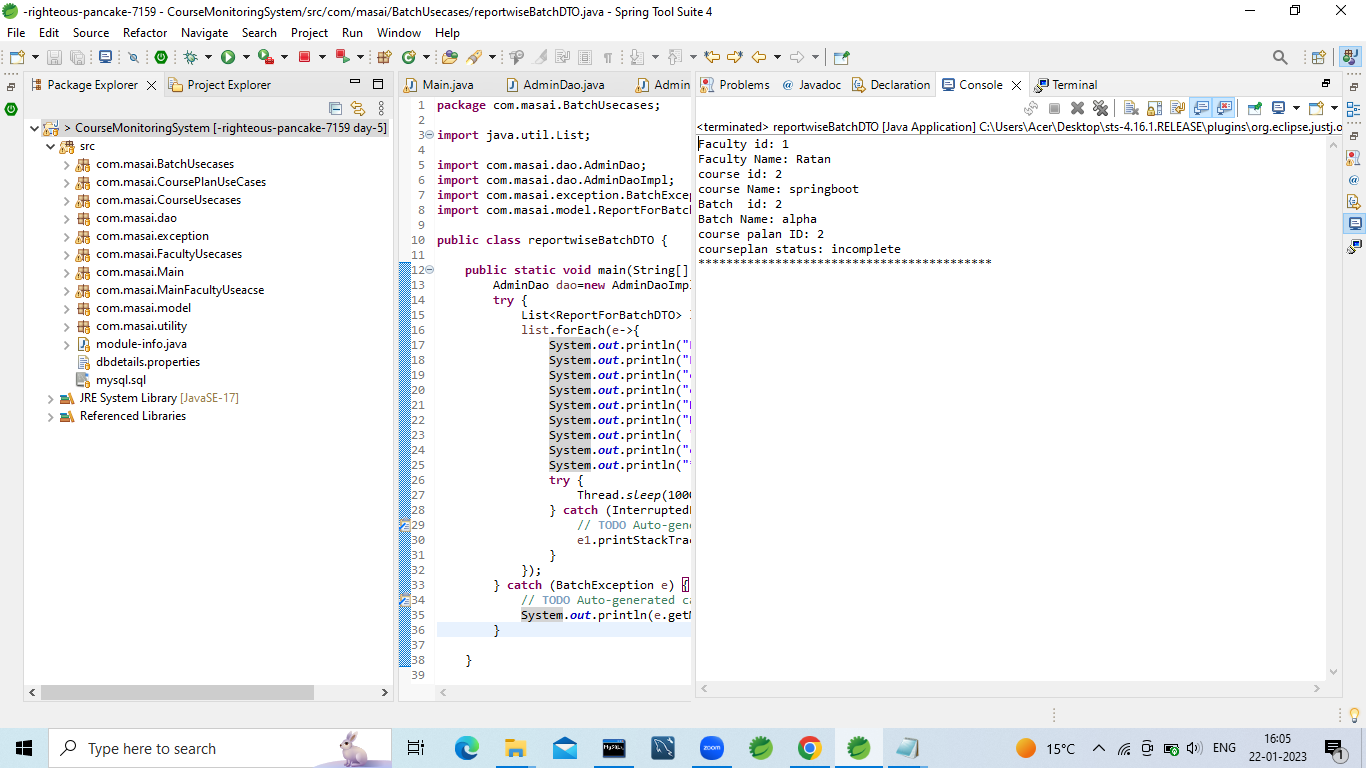 -righteous-pancake-7159 - CourseMonitoringSystem/src/com/masai/BatchUsecases/reportwiseBatchDTO.java - Spring Tool Suite 4
File Edit Source Refactor Navigate Search Project Run Window Help
Package Explorer Project Explorer
> CourseMonitoringSystem [-righteous-pancake-7159 day-5]
src
com.masai.BatchUsecases
com.masai.CoursePlanUseCases
com.masai.CourseUsecases
com.masai.dao
com.masai.exception
com.masai.FacultyUsecases
com.masai.Main
com.masai.MainFacultyUseacse
com.masai.model
com.masai.utility
module-info.java
dbdetails.properties
mysql.sql
JRE System Library [JavaSE-17]
Referenced Libraries
Main.java AdminDao.java Admin
1 package com.masai.BatchUsecases;
2
3 import java.util.List;
4
5 import com.masai.dao.AdminDao;
6 import com.masai.dao.AdminDaoImpl;
7 import com.masai.exception.BatchExcep
8 import com.masai.model.ReportForBatch
9
10 public class reportwiseBatchDTO {
11
12 public static void main(String[]
13 AdminDao dao=new AdminDaoImpl
14 try {
15 List<ReportForBatchDTO> l
16 list.forEach(e->{
17 System.out.println("
18 System.out.println("
19 System.out.println("
20 System.out.println("
21 System.out.println("
22 System.out.println("
23 System.out.println( "
24 System.out.println("
25 System.out.println("
26 try {
27 Thread.sleep(1000
28 } catch (Interrupted
29 // TODO Auto-gene
30 e1.printStackTrac
31 }
32 });
33 } catch (BatchException e) {
34 // TODO Auto-generated ca
35 System.out.println(e.getM
36 }
37
38 }
39
Problems @ Javadoc Declaration Console Terminal
<terminated> reportwiseBatchDTO [Java Application] C:\Users\Acer\Desktop\sts-4.16.1.RELEASE\plugins\org.eclipse.justj.o
Faculty id: 1
Faculty Name: Ratan
course id: 2
course Name: springboot
Batch  id: 2
Batch Name: alpha
course palan ID: 2
courseplan status: incomplete
******************************************
Type here to search
MySQL
zoom
15°C
ENG
16:05
22-01-2023
1